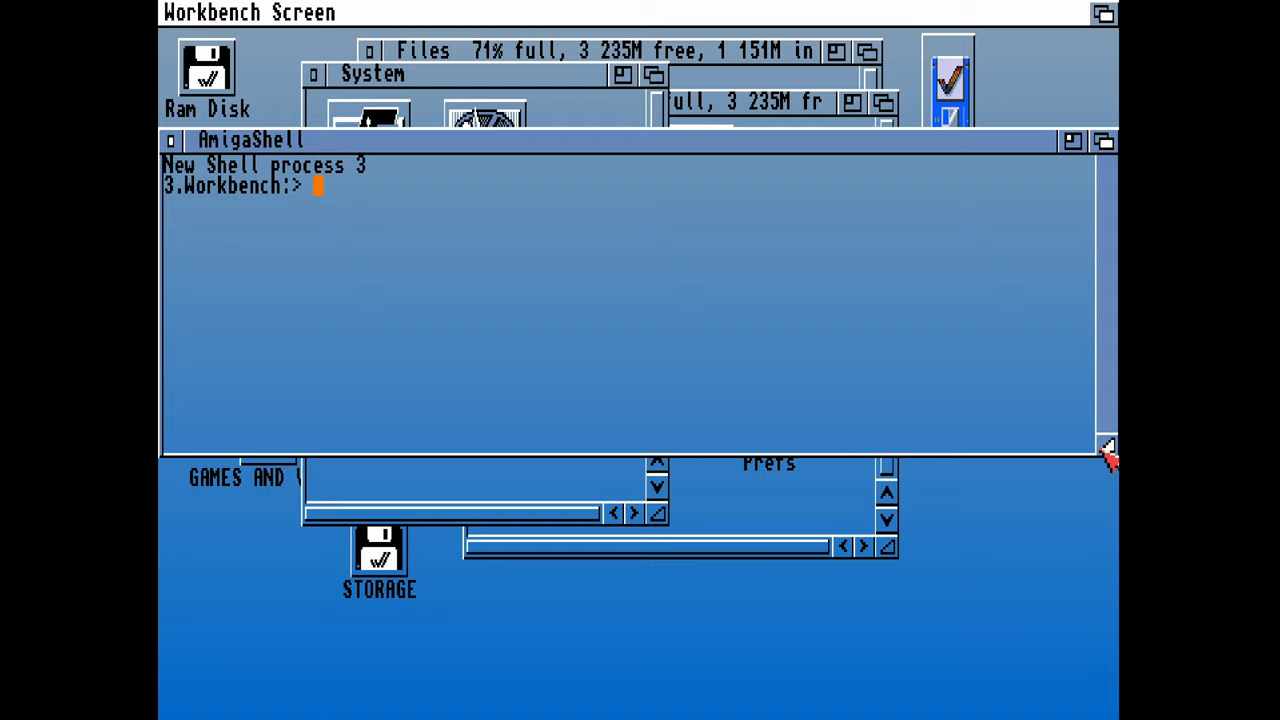 Workbench Screen
Files 71% full, 3 235M free, 1 151M in
System
Ram Disk
ull, 3 235M fr
AmigaShell
New Shell process 3
3.Workbench:>
Prefs
GAMES AND
STORAGE